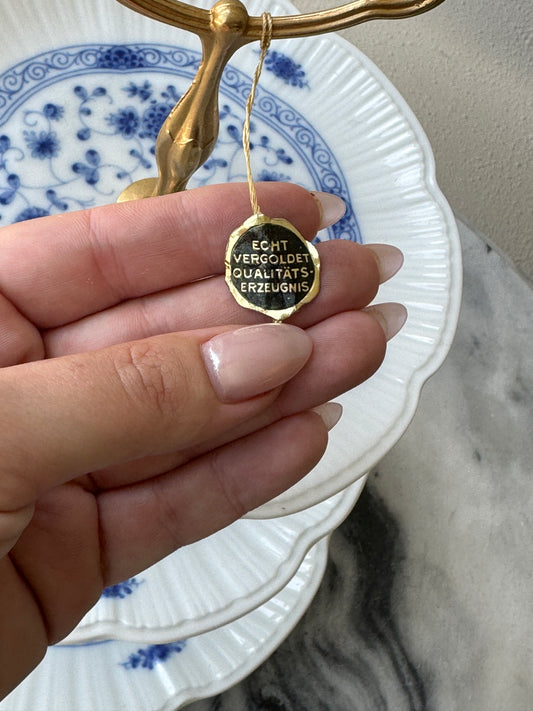 ECHT
VERGOLDET
QUALITÄTS-
ERZEUGNIS